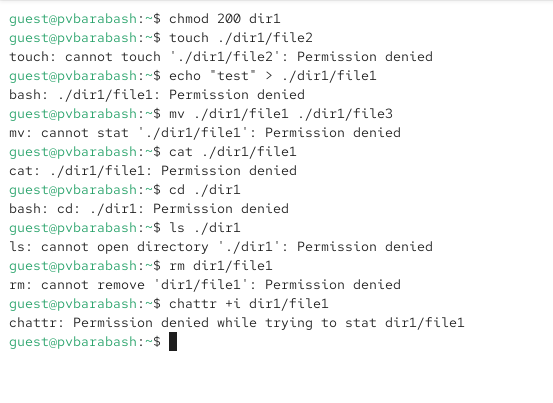 guest@pvbarabash:~$ chmod 200 dir1
guest@pvbarabash:~$ touch ./dir1/file2
touch: cannot touch './dir1/file2': Permission denied
guest@pvbarabash:~$ echo "test" > ./dir1/file1
bash: ./dir1/file1: Permission denied
guest@pvbarabash:~$ mv ./dir1/file1 ./dir1/file3
mv: cannot stat './dir1/file1': Permission denied
guest@pvbarabash:~$ cat ./dir1/file1
cat: ./dir1/file1: Permission denied
guest@pvbarabash:~$ cd ./dir1
bash: cd: ./dir1: Permission denied
guest@pvbarabash:~$ ls ./dir1
ls: cannot open directory './dir1': Permission denied
guest@pvbarabash:~$ rm dir1/file1
rm: cannot remove 'dir1/file1': Permission denied
guest@pvbarabash:~$ chattr +i dir1/file1
chattr: Permission denied while trying to stat dir1/file1
guest@pvbarabash:~$